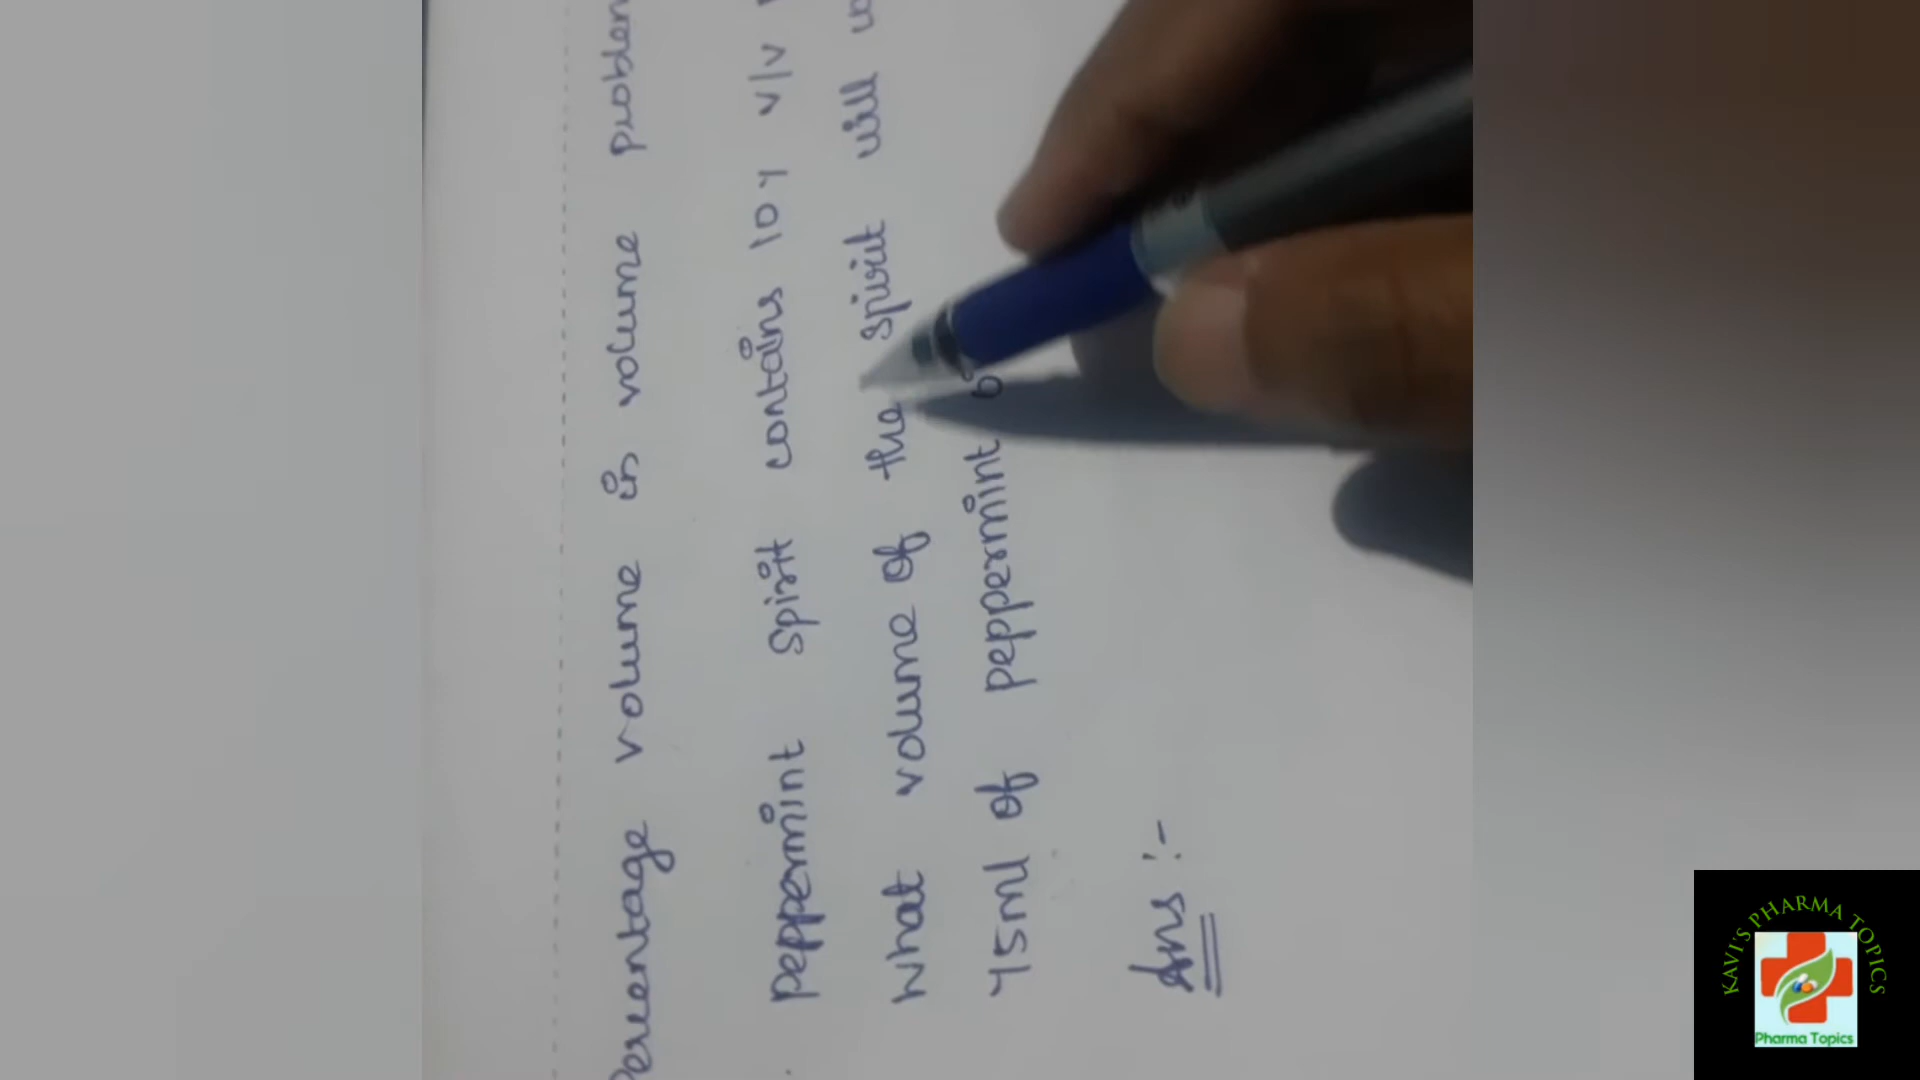 Percentage volume in volume problem
Peppermint spirit contains 10% v/v
What volume of the spirit will
75ml of peppermint
Ans :-
KAVI'S PHARMA TOPICS
Pharma Topics